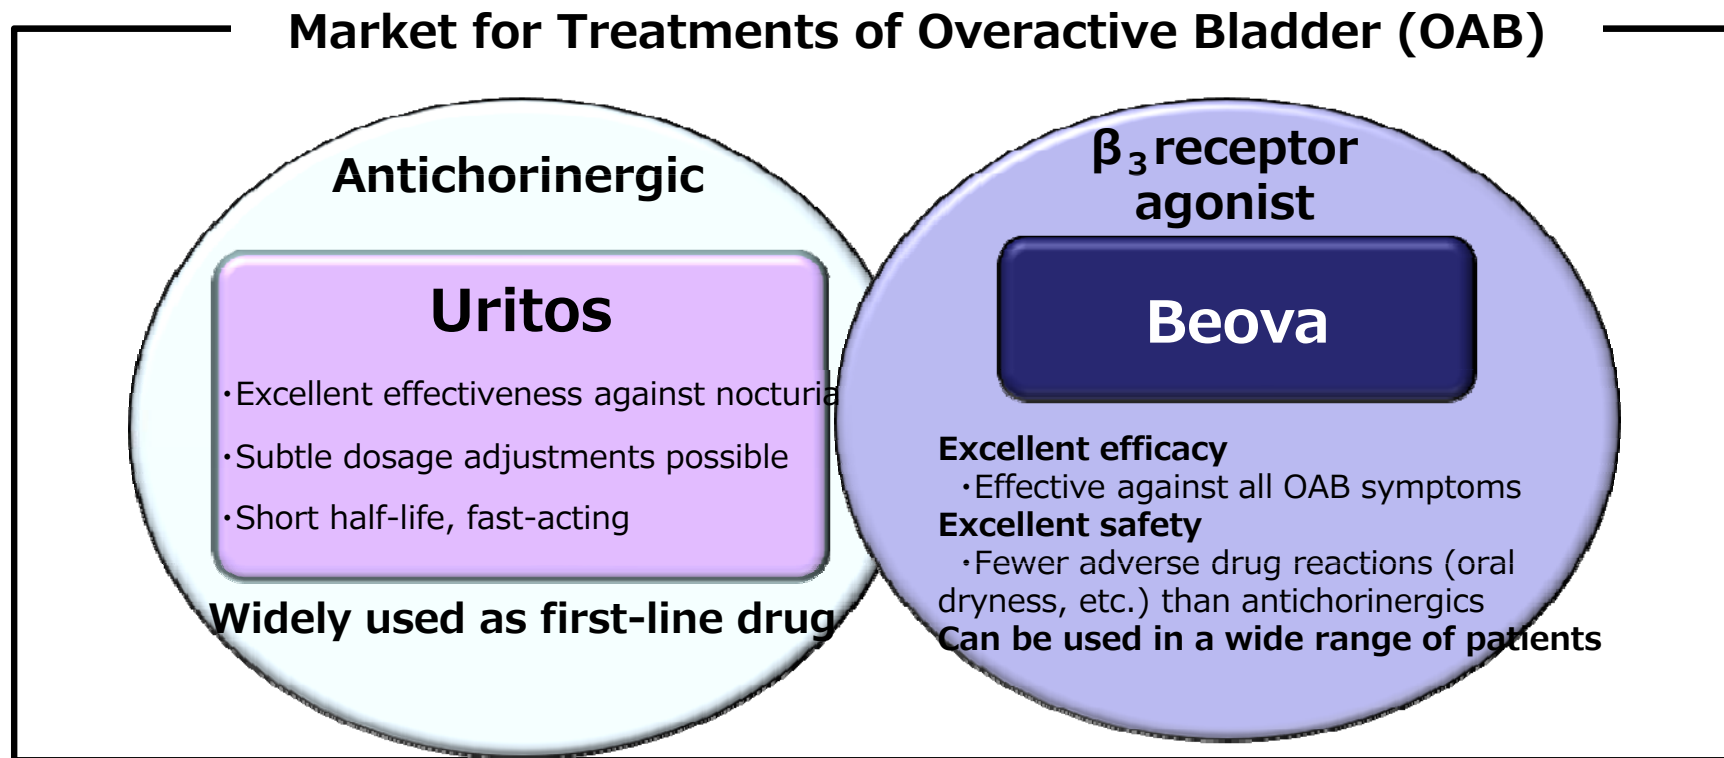 Market for Treatments of Overactive Bladder (OAB)
Antichorinergic
Uritos
・Excellent effectiveness against nocturia
・Subtle dosage adjustments possible
・Short half-life, fast-acting
Widely used as first-line drug
β₃ receptor
agonist
Beova
Excellent efficacy
・Effective against all OAB symptoms
Excellent safety
・Fewer adverse drug reactions (oral
dryness, etc.) than antichorinergics
Can be used in a wide range of patients